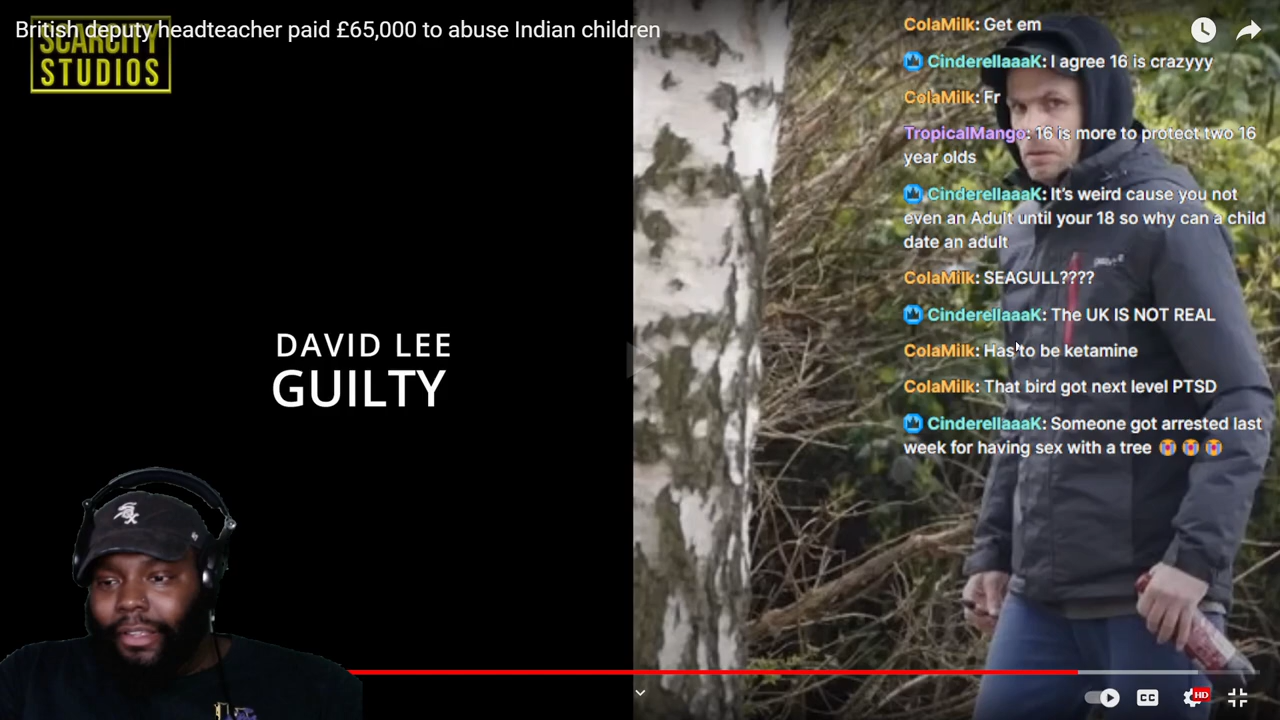 British deputy headteacher paid £65,000 to abuse Indian children
SCARCITY
STUDIOS
DAVID LEE
GUILTY
ColaMilk: Get em
CinderellaaaK: I agree 16 is crazyyy
ColaMilk: Fr
TropicalMango: 16 is more to protect two 16
year olds
CinderellaaaK: It's weird cause you not
even an Adult until your 18 so why can a child
date an adult
ColaMilk: SEAGULL????
CinderellaaaK: The UK IS NOT REAL
ColaMilk: Has to be ketamine
ColaMilk: That bird got next level PTSD
CinderellaaaK: Someone got arrested last
week for having sex with a tree 😭 😭 😭
Sox
CC
HD